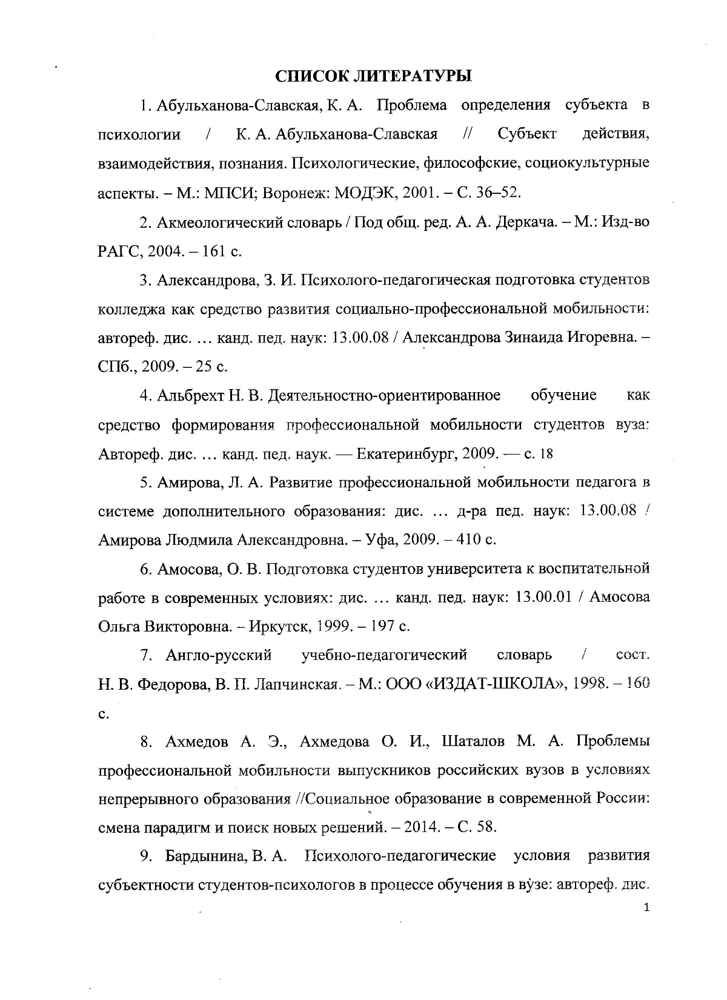 СПИСОК ЛИТЕРАТУРЫ
1. Абульханова-Славская, К. А. Проблема определения субъекта в
психологии / К. А. Абульханова-Славская // Субъект действия,
взаимодействия, познания. Психологические, философские, социокультурные
аспекты. – М.: МПСИ; Воронеж: МОДЭК, 2001. – С. 36–52.
2. Акмеологический словарь / Под общ. ред. А. А. Деркача. – М.: Изд-во
РАГС, 2004. – 161 с.
3. Александрова, З. И. Психолого-педагогическая подготовка студентов
колледжа как средство развития социально-профессиональной мобильности:
автореф. дис. … канд. пед. наук: 13.00.08 / Александрова Зинаида Игоревна. –
СПб., 2009. – 25 с.
4. Альбрехт Н. В. Деятельностно-ориентированное обучение как
средство формирования профессиональной мобильности студентов вуза:
Автореф. дис. … канд. пед. наук. — Екатеринбург, 2009. — с. 18
5. Амирова, Л. А. Развитие профессиональной мобильности педагога в
системе дополнительного образования: дис. … д-ра пед. наук: 13.00.08 /
Амирова Людмила Александровна. – Уфа, 2009. – 410 с.
6. Амосова, О. В. Подготовка студентов университета к воспитательной
работе в современных условиях: дис. … канд. пед. наук: 13.00.01 / Амосова
Ольга Викторовна. – Иркутск, 1999. – 197 с.
7. Англо-русский учебно-педагогический словарь / сост.
Н. В. Федорова, В. П. Лапчинская. – М.: ООО «ИЗДАТ-ШКОЛА», 1998. – 160
с.
8. Ахмедов А. Э., Ахмедова О. И., Шаталов М. А. Проблемы
профессиональной мобильности выпускников российских вузов в условиях
непрерывного образования //Социальное образование в современной России:
смена парадигм и поиск новых решений. – 2014. – С. 58.
9. Бардынина, В. А. Психолого-педагогические условия развития
субъектности студентов-психологов в процессе обучения в вузе: автореф. дис.
1